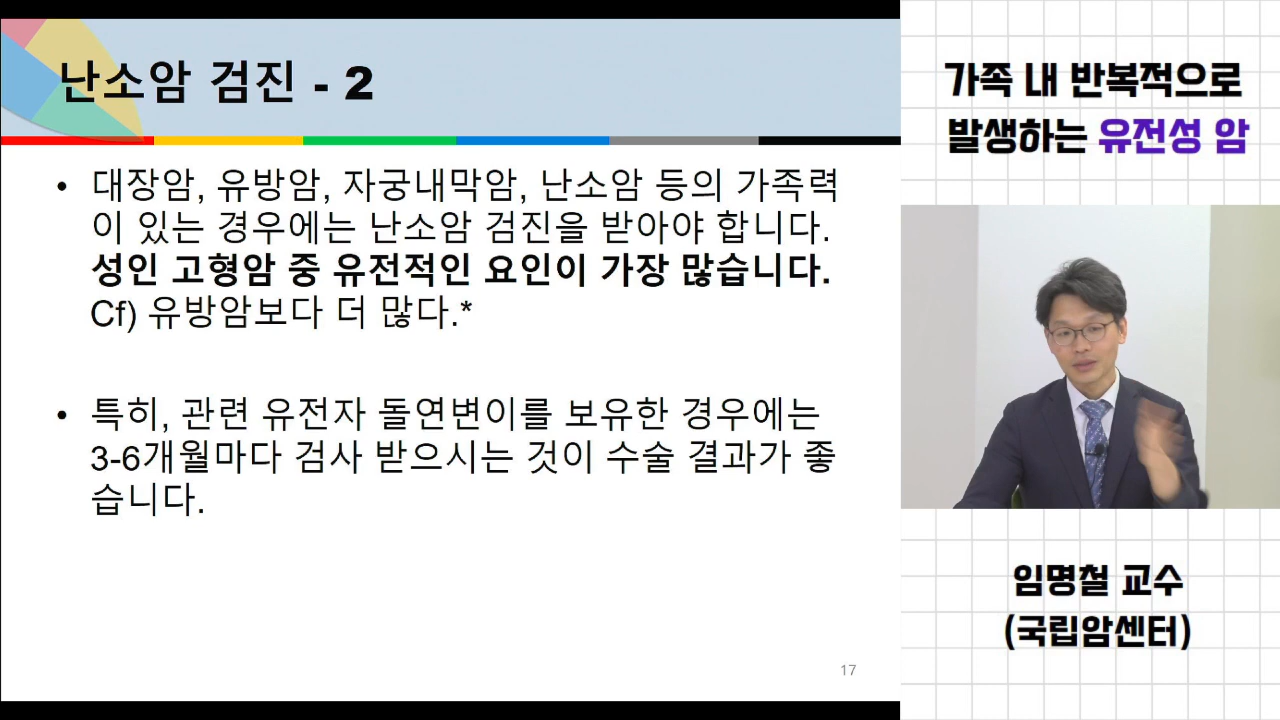 난소암 검진 - 2
• 대장암, 유방암, 자궁내막암, 난소암 등의 가족력
이 있는 경우에는 난소암 검진을 받아야 합니다.
성인 고형암 중 유전적인 요인이 가장 많습니다.
Cf) 유방암보다 더 많다.*
• 특히, 관련 유전자 돌연변이를 보유한 경우에는
3-6개월마다 검사 받으시는 것이 수술 결과가 좋
습니다.
17
가족 내 반복적으로
발생하는 유전성 암
임명철 교수
(국립암센터)